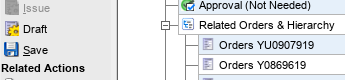 Issue
Draft
Save
Related Actions
Approval (Not Needed)
Related Orders & Hierarchy
Orders YU0907919
Orders Y0869619